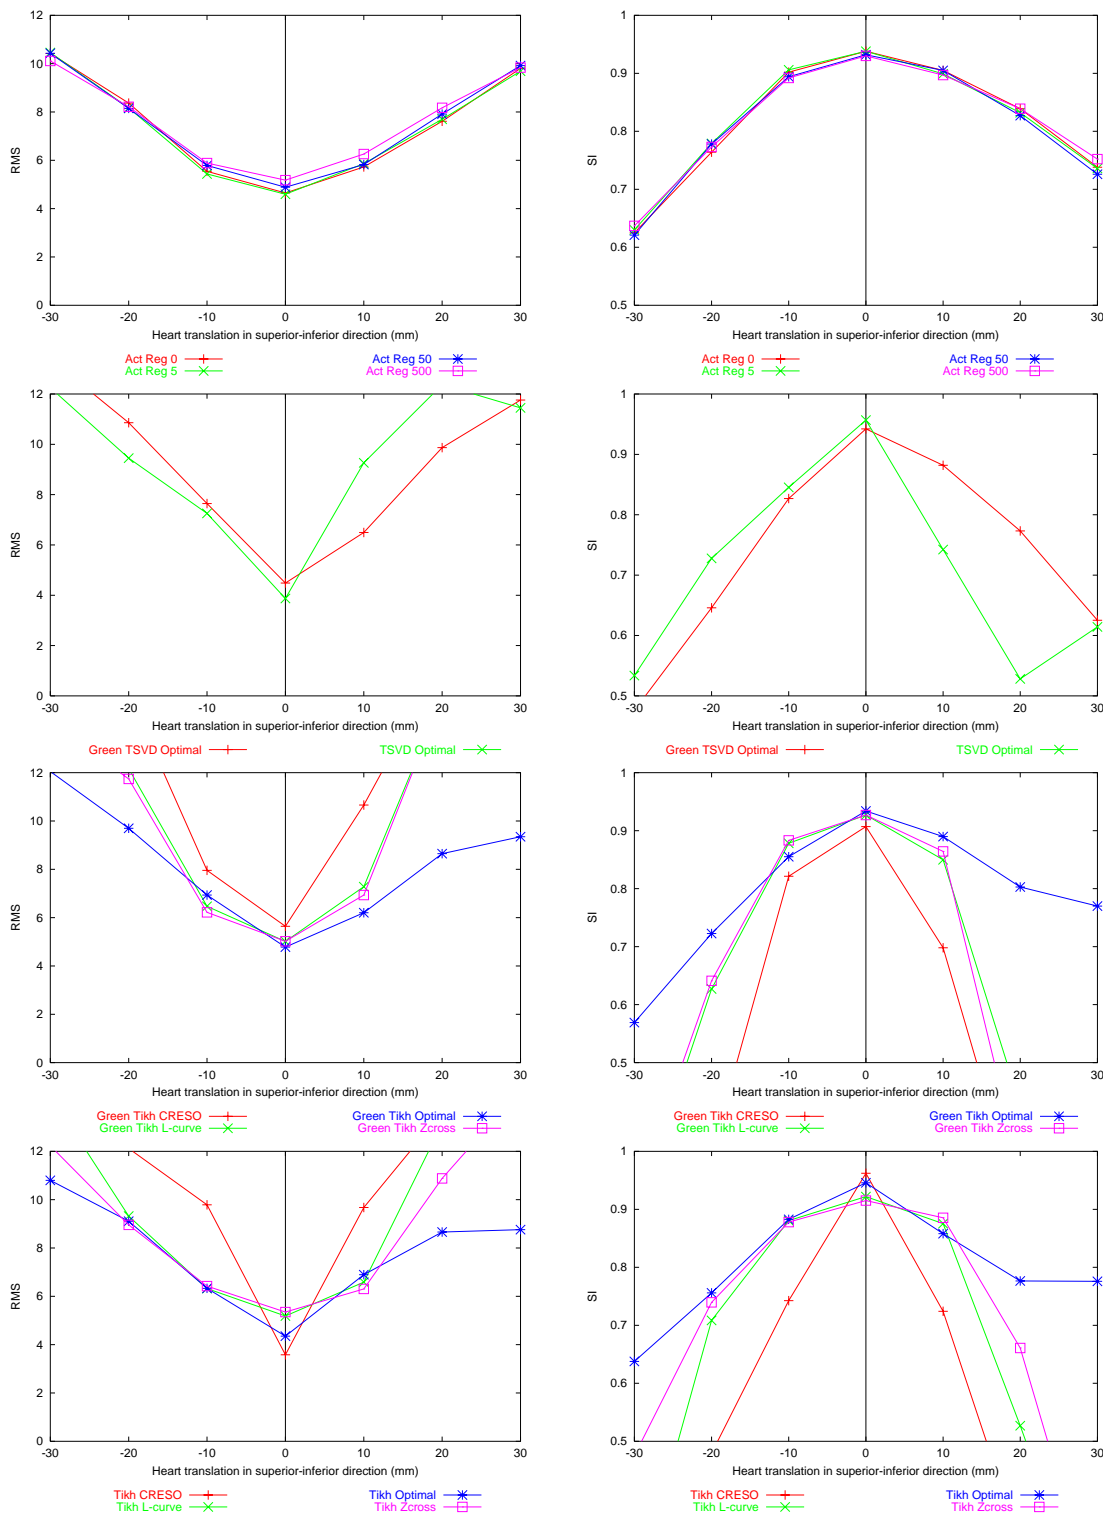 12
10
8
6
4
2
0
RMS
-30 -20 -10 0 10 20 30
Heart translation in superior-inferior direction (mm)
Act Reg 0 Act Reg 50
Act Reg 5 Act Reg 500
1
0.9
0.8
0.7
0.6
0.5
SI
-30 -20 -10 0 10 20 30
Heart translation in superior-inferior direction (mm)
Act Reg 0 Act Reg 50
Act Reg 5 Act Reg 500
12
10
8
6
4
2
0
RMS
-30 -20 -10 0 10 20 30
Heart translation in superior-inferior direction (mm)
Green TSVD Optimal TSVD Optimal
1
0.9
0.8
0.7
0.6
0.5
SI
-30 -20 -10 0 10 20 30
Heart translation in superior-inferior direction (mm)
Green TSVD Optimal TSVD Optimal
12
10
8
6
4
2
0
RMS
-30 -20 -10 0 10 20 30
Heart translation in superior-inferior direction (mm)
Green Tikh CRESO Green Tikh Optimal
Green Tikh L-curve Green Tikh Zcross
1
0.9
0.8
0.7
0.6
0.5
SI
-30 -20 -10 0 10 20 30
Heart translation in superior-inferior direction (mm)
Green Tikh CRESO Green Tikh Optimal
Green Tikh L-curve Green Tikh Zcross
12
10
8
6
4
2
0
RMS
-30 -20 -10 0 10 20 30
Heart translation in superior-inferior direction (mm)
Tikh CRESO Tikh Optimal
Tikh L-curve Tikh Zcross
1
0.9
0.8
0.7
0.6
0.5
SI
-30 -20 -10 0 10 20 30
Heart translation in superior-inferior direction (mm)
Tikh CRESO Tikh Optimal
Tikh L-curve Tikh Zcross